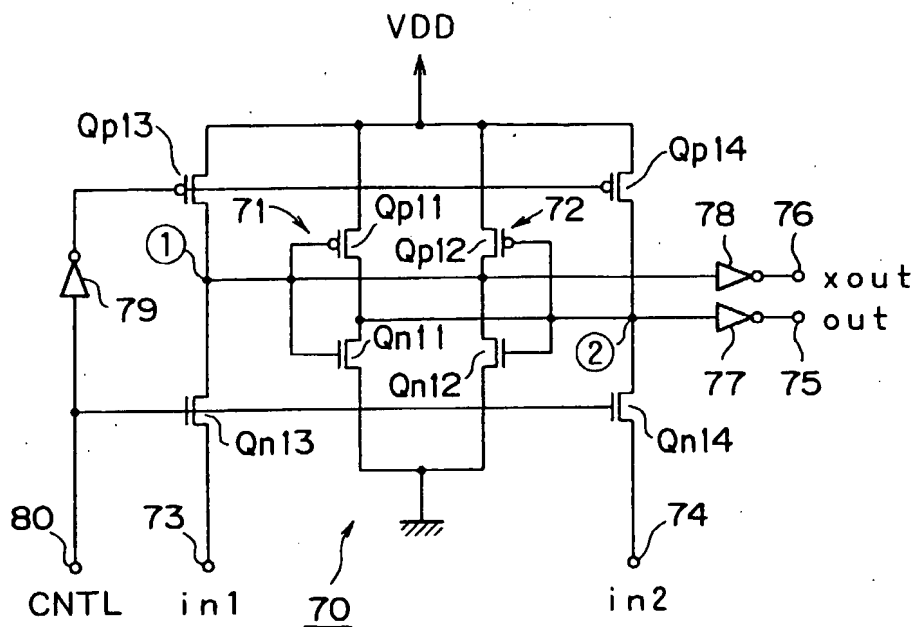 VDD
Qp13
Qp14
71
72
78
76
Qp11
Qp12
①
xout
79
out
②
Qn11
Qn12
77
75
Qn13
Qn14
80
73
74
CNTL
in1
70
in2